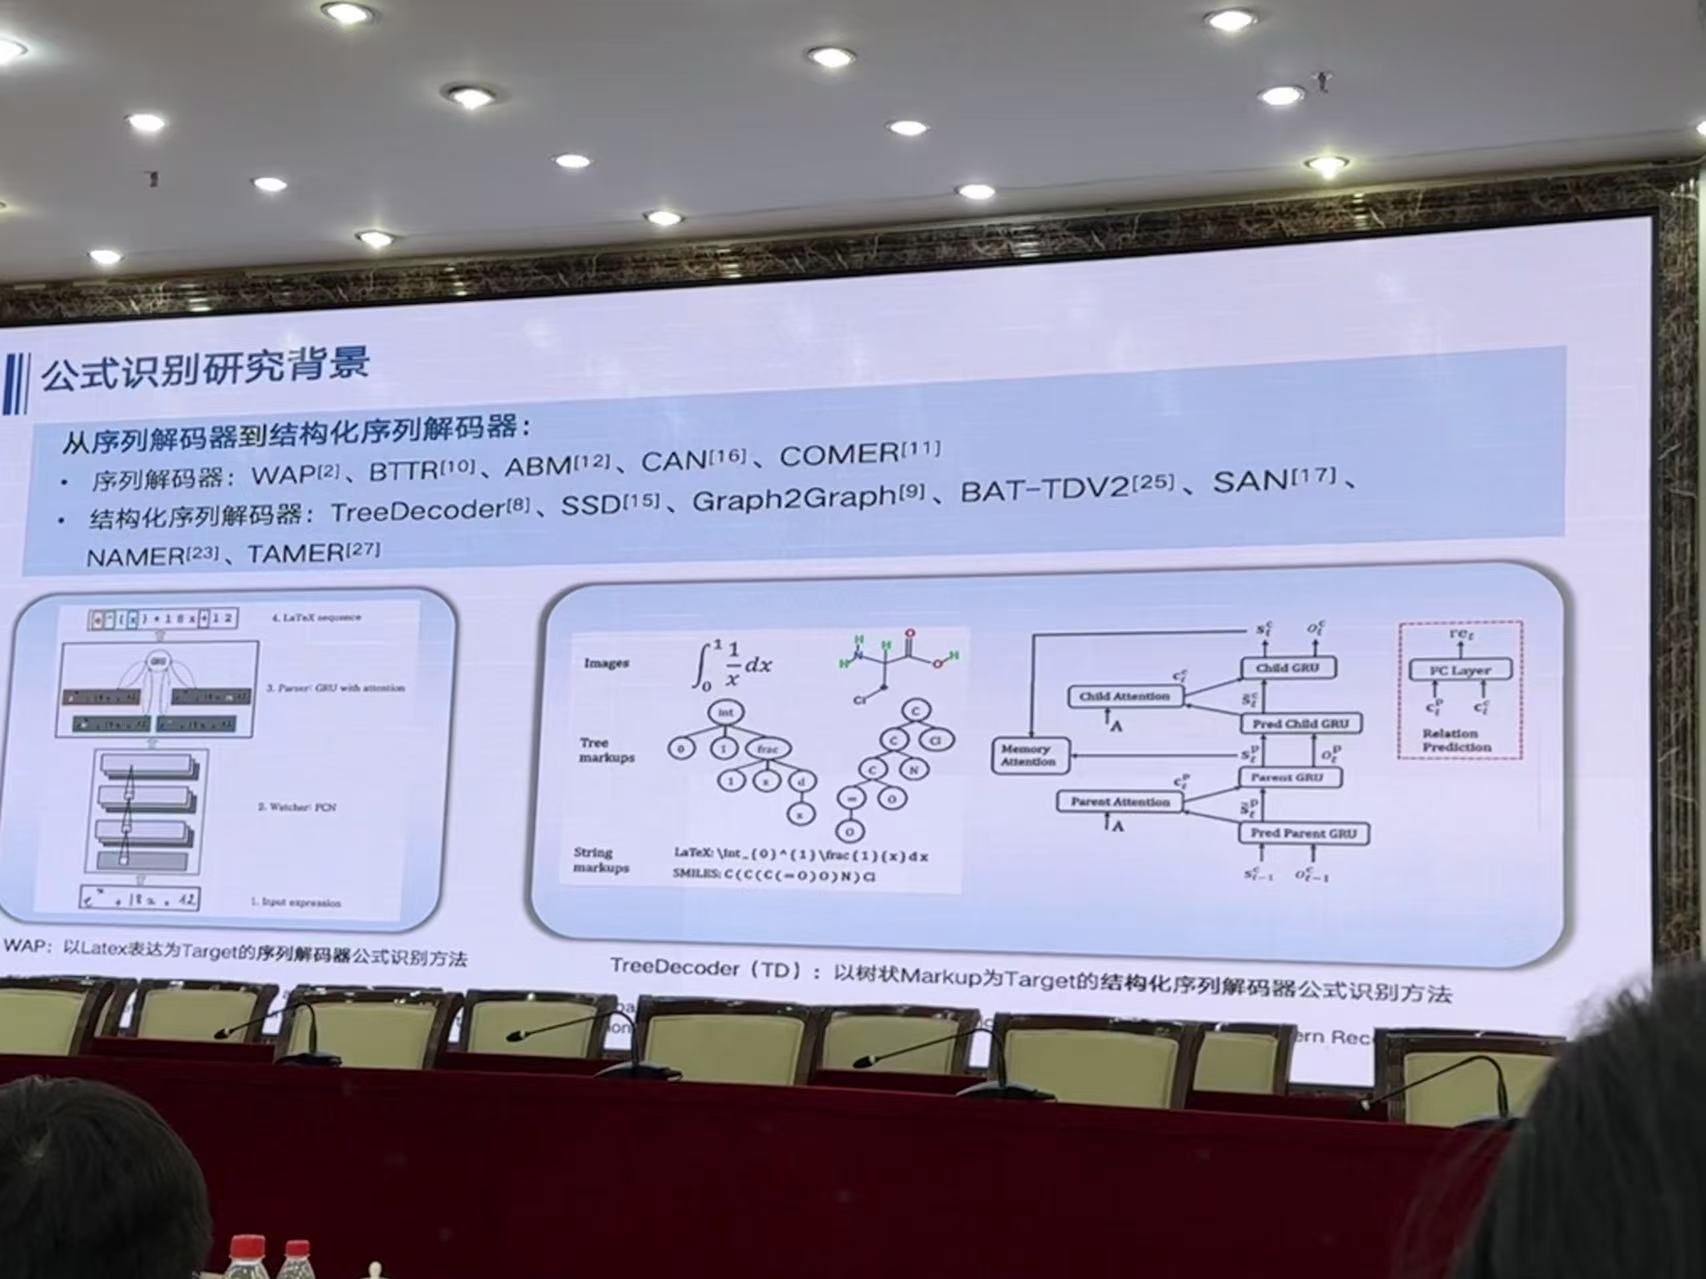 公式识别研究背景
从序列解码器到结构化序列解码器：
• 序列解码器：WAP[2]、BTTR[10]、ABM[12]、CAN[16]、COMER[11]
• 结构化序列解码器：TreeDecoder[8]、SSD[15]、Graph2Graph[9]、BAT-TDV2[25]、SAN[17]、
NAMER[23]、TAMER[27]
e ^ { x } + 1 8 x + 1 2
4. LaTeX sequence
GRU
3. Parser: GRU with attention
2. Watcher: FCN
e^x + 18x + 12
1. Input expression
WAP：以Latex表达为Target的序列解码器公式识别方法
Images
∫_0^1 1/x dx
H H H N O O H Cl
Tree
markups
int
0 1 frac
1 x d
x
C
C Cl
C N
= O
O
String
markups
LaTeX: \int_{0}^{1}\frac{1}{x}dx
SMILES: C(C(C(=O)O)N)Cl
s_t^c o_t^c
Child GRU
c_t^c
Child Attention
A
s̃_t^c
Pred Child GRU
Memory
Attention
s_t^p o_t^p
Parent GRU
c_t^p
Parent Attention
A
s̃_t^p
Pred Parent GRU
s_{t-1}^c o_{t-1}^c
re_t
FC Layer
c_t^p c_t^c
Relation
Prediction
TreeDecoder（TD）：以树状Markup为Target的结构化序列解码器公式识别方法
ern Rec